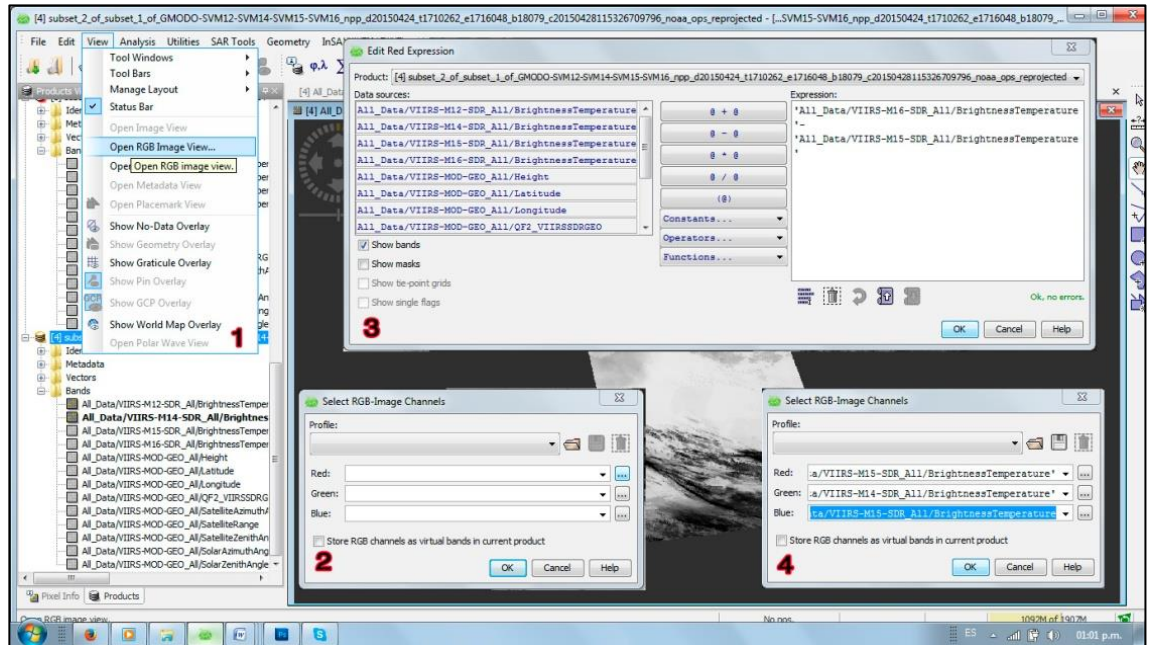 [4] subset_2_of_subset_1_of_GMODO-SVM12-SVM14-SVM15-SVM16_npp_d20150424_t1710262_e1716048_b18079_c20150428115326709796_noaa_ops_reprojected - [...SVM15-SVM16_npp_d20150424_t1710262_e1716048_b18079_...
File Edit View Analysis Utilities SAR Tools Geometry InSA
Tool Windows
Tool Bars
Manage Layout
Status Bar
Open Image View
Open RGB Image View...
Open RGB image view.
Open Metadata View
Open Placemark View
Show No-Data Overlay
Show Geometry Overlay
Show Graticule Overlay
Show Pin Overlay
Show GCP Overlay
Show World Map Overlay
Open Polar Wave View
1
Edit Red Expression
Product: [4] subset_2_of_subset_1_of_GMODO-SVM12-SVM14-SVM15-SVM16_npp_d20150424_t1710262_e1716048_b18079_c20150428115326709796_noaa_ops_reprojected
Data sources:
All_Data/VIIRS-M12-SDR_All/BrightnessTemperature
All_Data/VIIRS-M14-SDR_All/BrightnessTemperature
All_Data/VIIRS-M15-SDR_All/BrightnessTemperature
All_Data/VIIRS-M16-SDR_All/BrightnessTemperature
All_Data/VIIRS-MOD-GEO_All/Height
All_Data/VIIRS-MOD-GEO_All/Latitude
All_Data/VIIRS-MOD-GEO_All/Longitude
All_Data/VIIRS-MOD-GEO_All/QF2_VIIRSSDRGEO
Show bands
Show masks
Show tie-point grids
Show single flags
@ + @
@ - @
@ * @
@ / @
(@)
Constants...
Operators...
Functions...
Expression:
'All_Data/VIIRS-M16-SDR_All/BrightnessTemperature
'-
'All_Data/VIIRS-M15-SDR_All/BrightnessTemperature
'
Ok, no errors.
OK Cancel Help
3
Metadata
Vectors
Bands
All_Data/VIIRS-M12-SDR_All/BrightnessTemper
All_Data/VIIRS-M14-SDR_All/Brightnes
All_Data/VIIRS-M15-SDR_All/BrightnessTemper
All_Data/VIIRS-M16-SDR_All/BrightnessTemper
All_Data/VIIRS-MOD-GEO_All/Height
All_Data/VIIRS-MOD-GEO_All/Latitude
All_Data/VIIRS-MOD-GEO_All/Longitude
All_Data/VIIRS-MOD-GEO_All/QF2_VIIRSSDRG
All_Data/VIIRS-MOD-GEO_All/SatelliteAzimuthA
All_Data/VIIRS-MOD-GEO_All/SatelliteRange
All_Data/VIIRS-MOD-GEO_All/SatelliteZenithAn
All_Data/VIIRS-MOD-GEO_All/SolarAzimuthAng
All_Data/VIIRS-MOD-GEO_All/SolarZenithAngle
Select RGB-Image Channels
Profile:
Red:
Green:
Blue:
Store RGB channels as virtual bands in current product
2
OK Cancel Help
Select RGB-Image Channels
Profile:
Red: :a/VIIRS-M15-SDR_All/BrightnessTemperature'
Green: :a/VIIRS-M14-SDR_All/BrightnessTemperature'
Blue: :ta/VIIRS-M15-SDR_All/BrightnessTemperature
Store RGB channels as virtual bands in current product
4
OK Cancel Help
Pixel Info Products
No pos.
1092M of 1907M
ES 01:01 p.m.